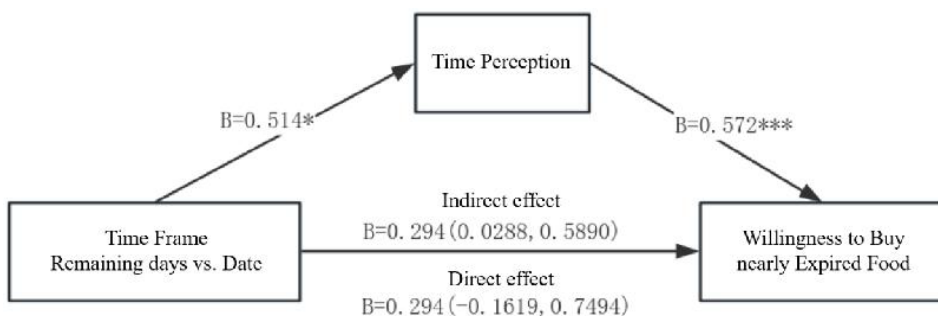 Time Perception
B=0.514*
B=0.572***
Time Frame
Remaining days vs. Date
Indirect effect
B=0.294(0.0288, 0.5890)
Direct effect
B=0.294(-0.1619, 0.7494)
Willingness to Buy
nearly Expired Food